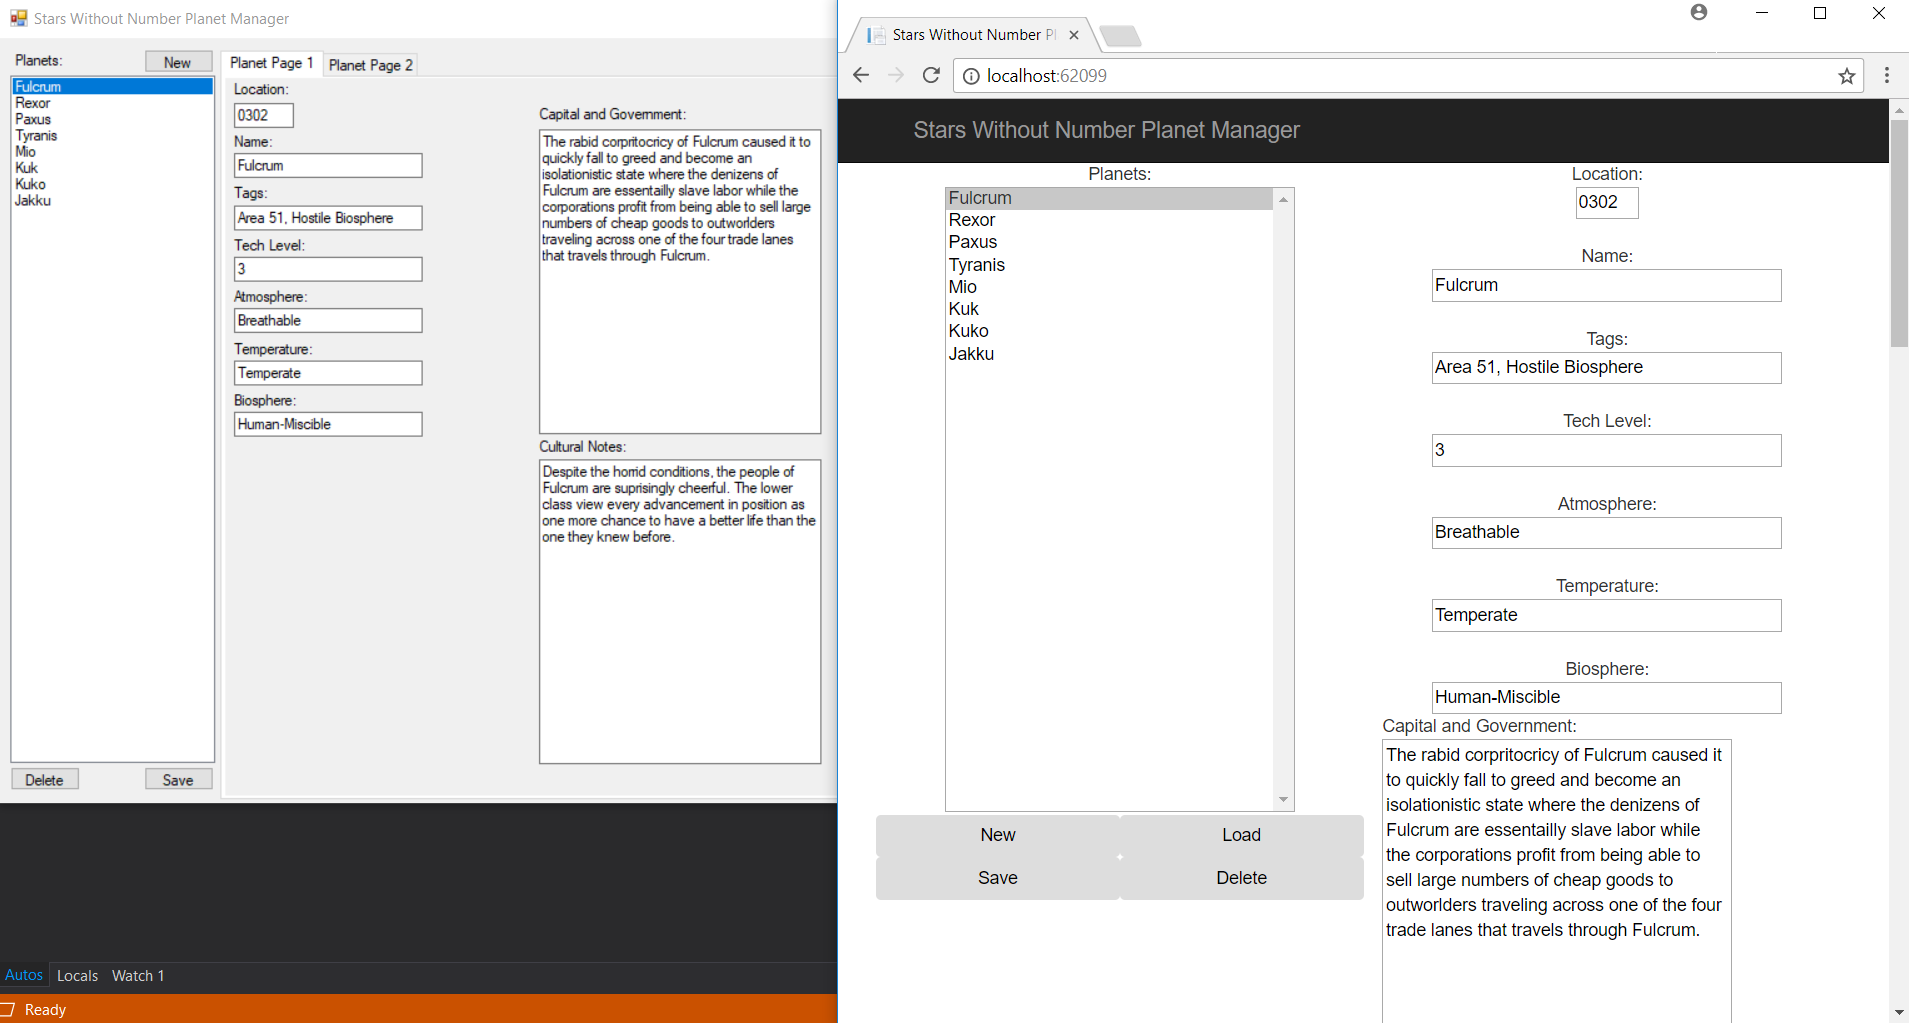 Stars Without Number Planet Manager
Planets:
New
Fulcrum
Rexor
Paxus
Tyranis
Mio
Kuk
Kuko
Jakku
Delete
Save
Planet Page 1
Planet Page 2
Location:
0302
Name:
Fulcrum
Tags:
Area 51, Hostile Biosphere
Tech Level:
3
Atmosphere:
Breathable
Temperature:
Temperate
Biosphere:
Human-Miscible
Capital and Government:
The rabid corpritocricy of Fulcrum caused it to
quickly fall to greed and become an
isolationistic state where the denizens of
Fulcrum are essentailly slave labor while the
corporations profit from being able to sell large
numbers of cheap goods to outworlders
traveling across one of the four trade lanes
that travels through Fulcrum.
Cultural Notes:
Despite the horrid conditions, the people of
Fulcrum are suprisingly cheerful. The lower
class view every advancement in position as
one more chance to have a better life than the
one they knew before.
Autos
Locals
Watch 1
Ready
Stars Without Number Pl
localhost:62099
Stars Without Number Planet Manager
Planets:
Fulcrum
Rexor
Paxus
Tyranis
Mio
Kuk
Kuko
Jakku
New
Load
Save
Delete
Location:
0302
Name:
Fulcrum
Tags:
Area 51, Hostile Biosphere
Tech Level:
3
Atmosphere:
Breathable
Temperature:
Temperate
Biosphere:
Human-Miscible
Capital and Government:
The rabid corpritocricy of Fulcrum caused it
to quickly fall to greed and become an
isolationistic state where the denizens of
Fulcrum are essentailly slave labor while
the corporations profit from being able to
sell large numbers of cheap goods to
outworlders traveling across one of the four
trade lanes that travels through Fulcrum.